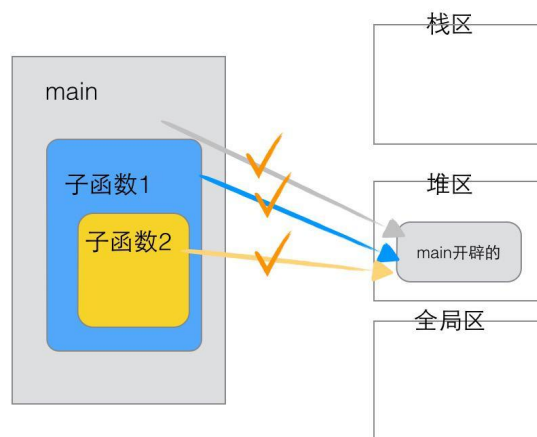 栈区
main
子函数1
堆区
子函数2
main开辟的
全局区